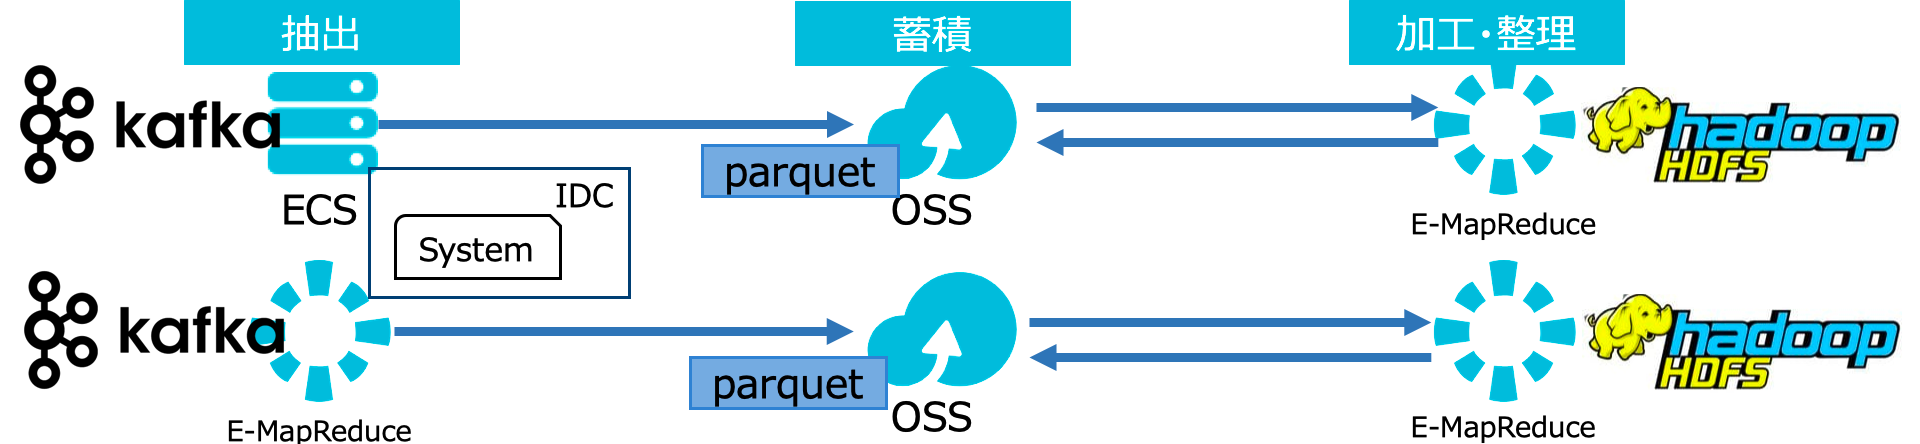 抽出
蓄積
加工・整理
kafka
ECS
parquet
OSS
hadoop
HDFS
E-MapReduce
IDC
System
kafka
E-MapReduce
parquet
OSS
hadoop
HDFS
E-MapReduce